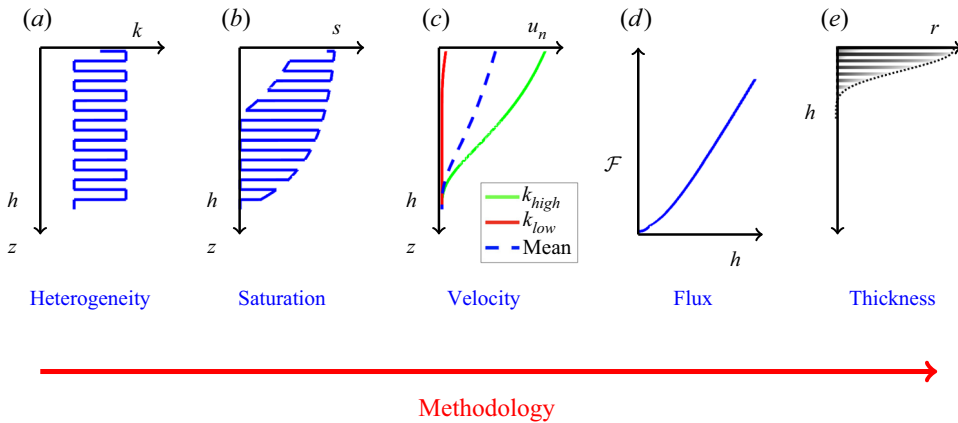 (a) (b) (c) (d) (e)
k s u_n r
h
ℱ
h h h
k_high
k_low
Mean
z z z
h
Heterogeneity Saturation Velocity Flux Thickness
Methodology